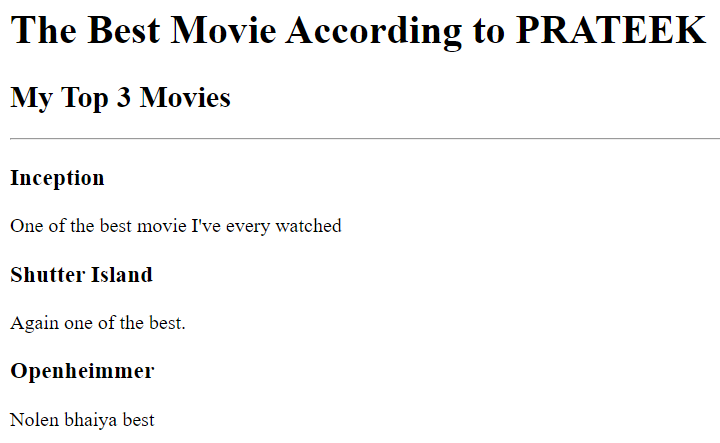 The Best Movie According to PRATEEK
My Top 3 Movies
Inception
One of the best movie I've every watched
Shutter Island
Again one of the best.
Openheimmer
Nolen bhaiya best